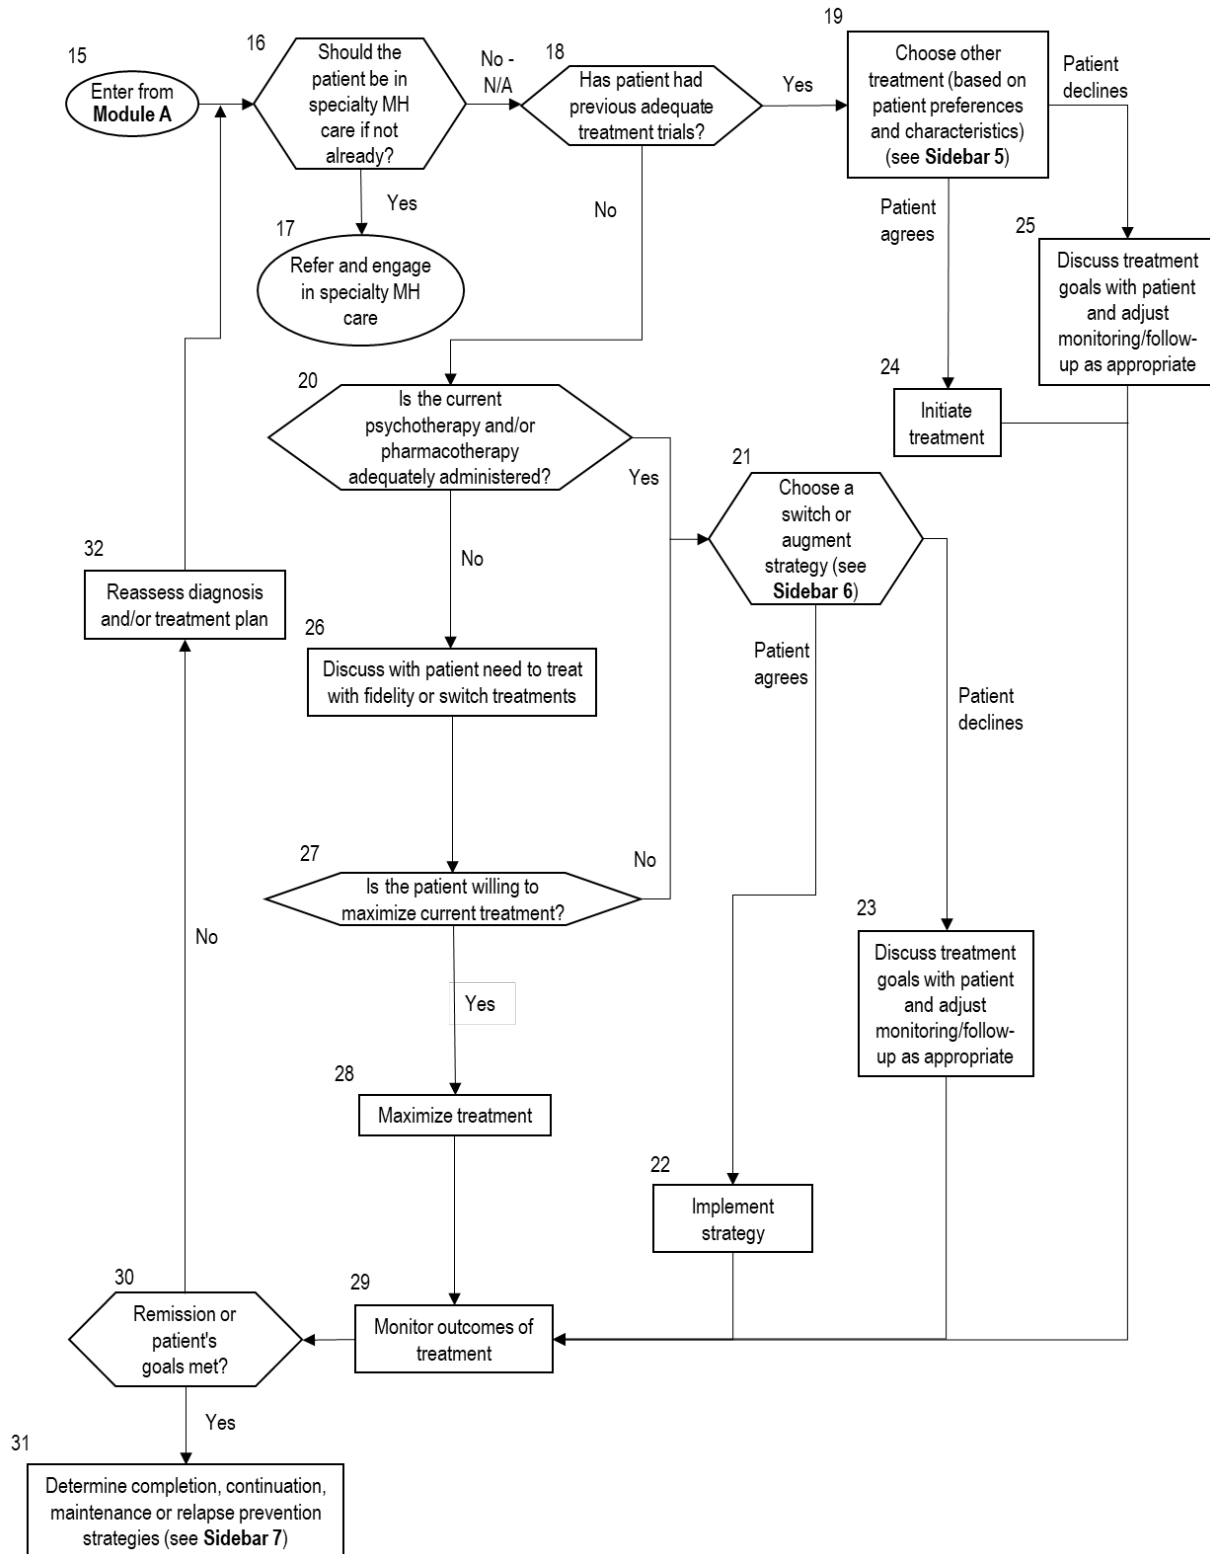 15
Enter from
Module A
16
Should the
patient be in
specialty MH
care if not
already?
No -
N/A
Yes
17
Refer and engage
in specialty MH
care
18
Has patient had
previous adequate
treatment trials?
Yes
No
19
Choose other
treatment (based on
patient preferences
and characteristics)
(see Sidebar 5)
Patient
declines
Patient
agrees
25
Discuss treatment
goals with patient
and adjust
monitoring/follow-
up as appropriate
24
Initiate
treatment
20
Is the current
psychotherapy and/or
pharmacotherapy
adequately administered?
Yes
No
21
Choose a
switch or
augment
strategy (see
Sidebar 6)
Patient
agrees
Patient
declines
32
Reassess diagnosis
and/or treatment plan
26
Discuss with patient need to treat
with fidelity or switch treatments
27
Is the patient willing to
maximize current treatment?
No
Yes
23
Discuss treatment
goals with patient
and adjust
monitoring/follow-
up as appropriate
28
Maximize treatment
22
Implement
strategy
29
Monitor outcomes of
treatment
30
Remission or
patient's
goals met?
No
Yes
31
Determine completion, continuation,
maintenance or relapse prevention
strategies (see Sidebar 7)